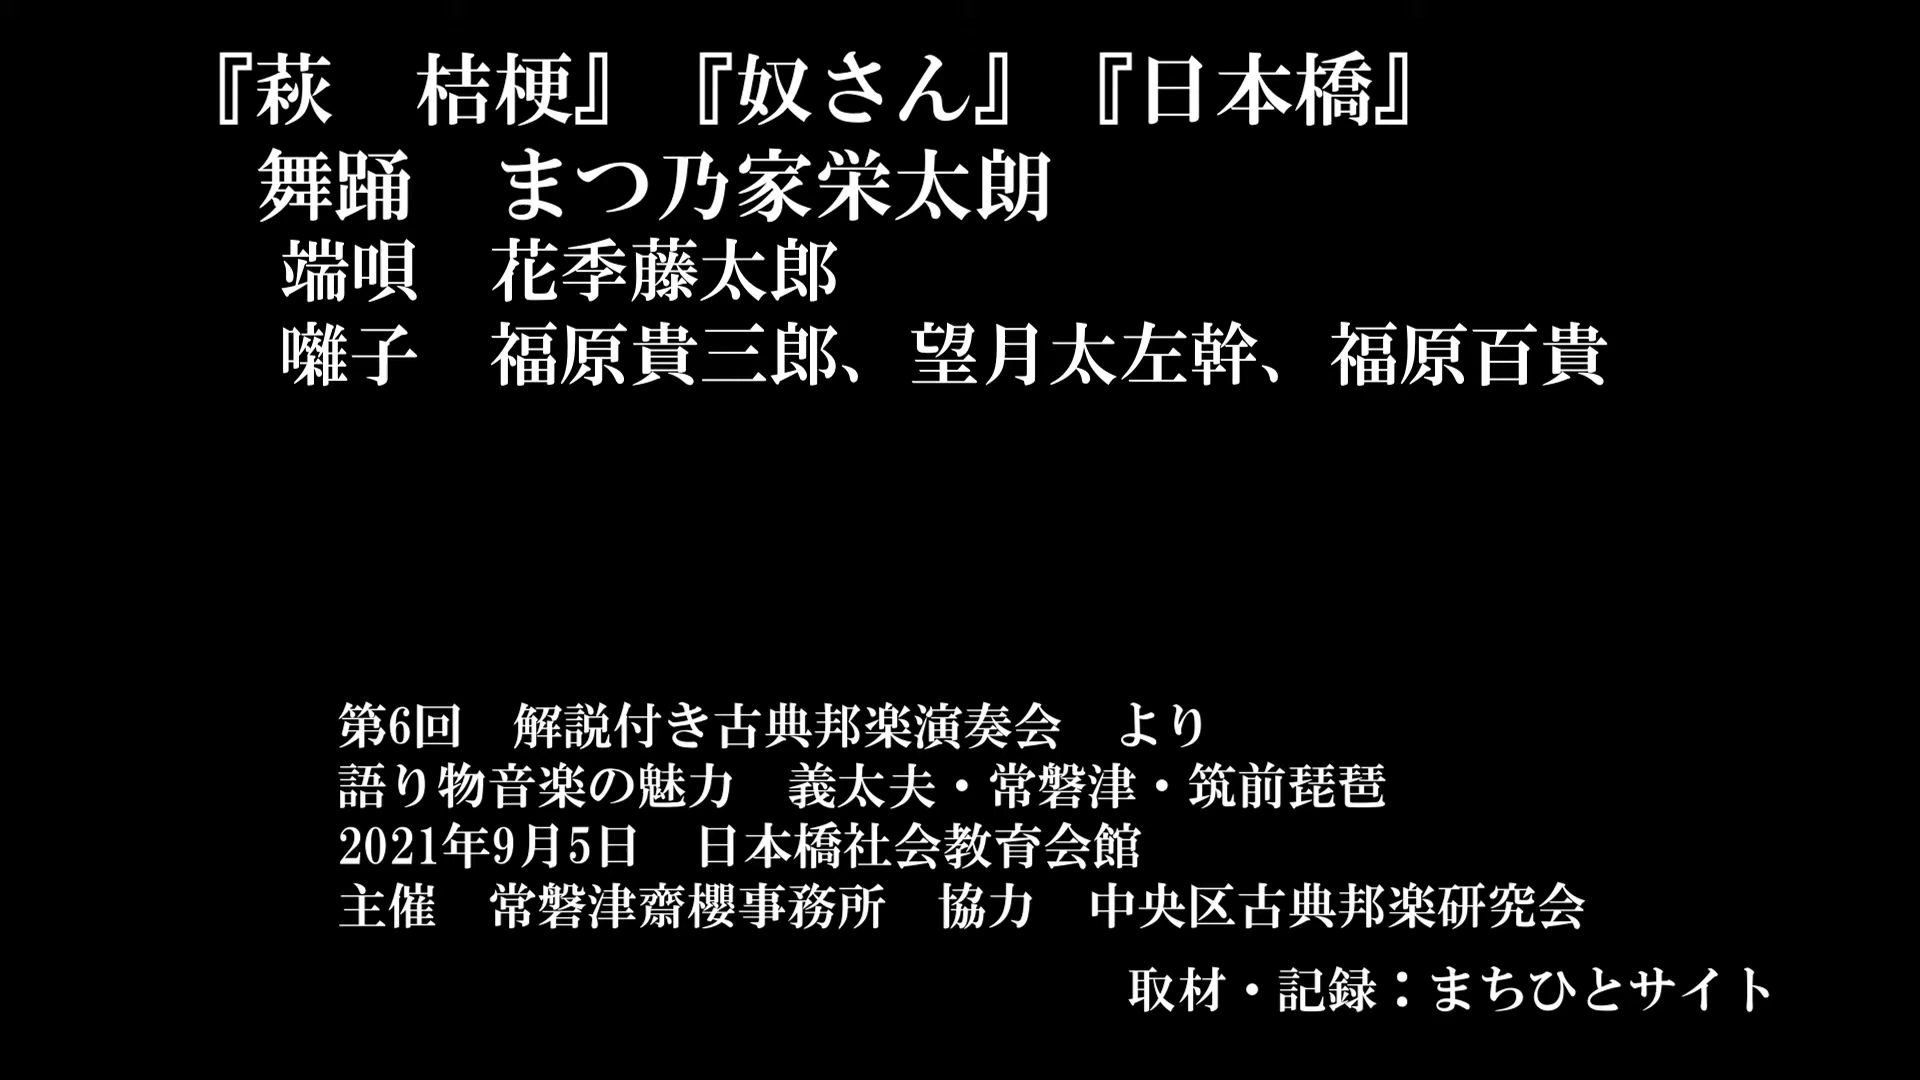 『萩　桔梗』『奴さん』『日本橋』
舞踊　まつ乃家栄太朗
端唄　花季藤太郎
囃子　福原貴三郎、望月太左幹、福原百貴
第6回　解説付き古典邦楽演奏会　より
語り物音楽の魅力　義太夫・常磐津・筑前琵琶
2021年9月5日　日本橋社会教育会館
主催　常磐津齋櫻事務所　協力　中央区古典邦楽研究会
取材・記録：まちひとサイト